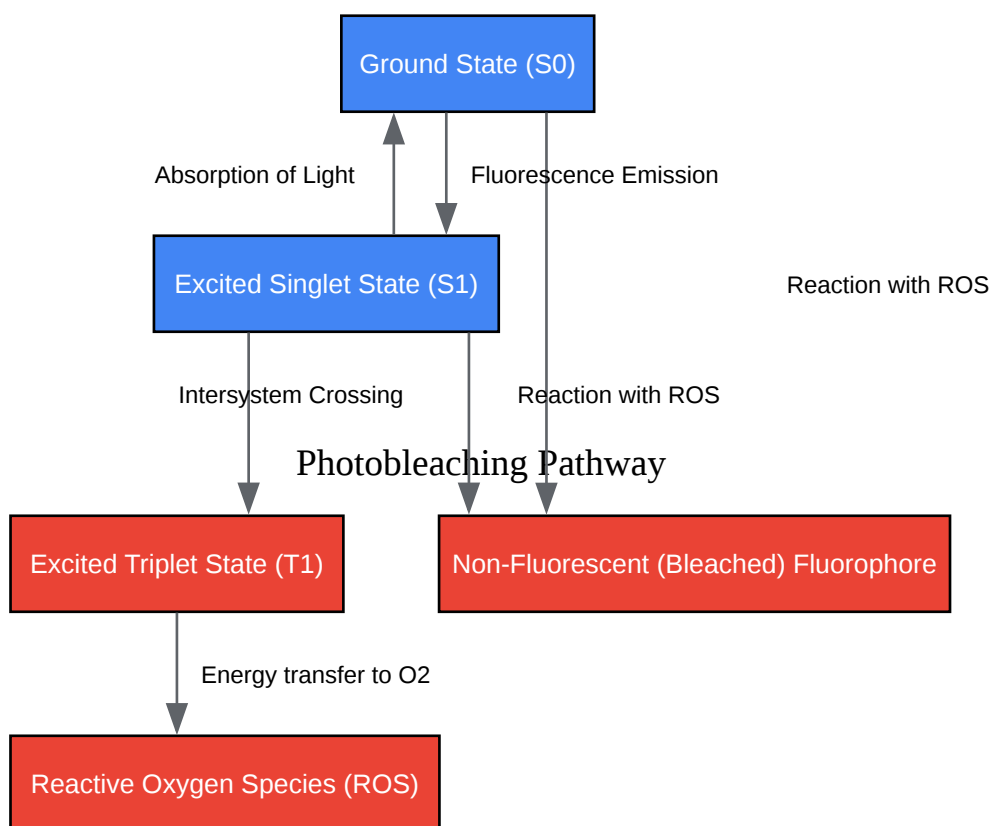 Ground State (S0)
Absorption of Light
Fluorescence Emission
Excited Singlet State (S1)
Reaction with ROS
Intersystem Crossing
Reaction with ROS
Photobleaching Pathway
Excited Triplet State (T1)
Non-Fluorescent (Bleached) Fluorophore
Energy transfer to O2
Reactive Oxygen Species (ROS)